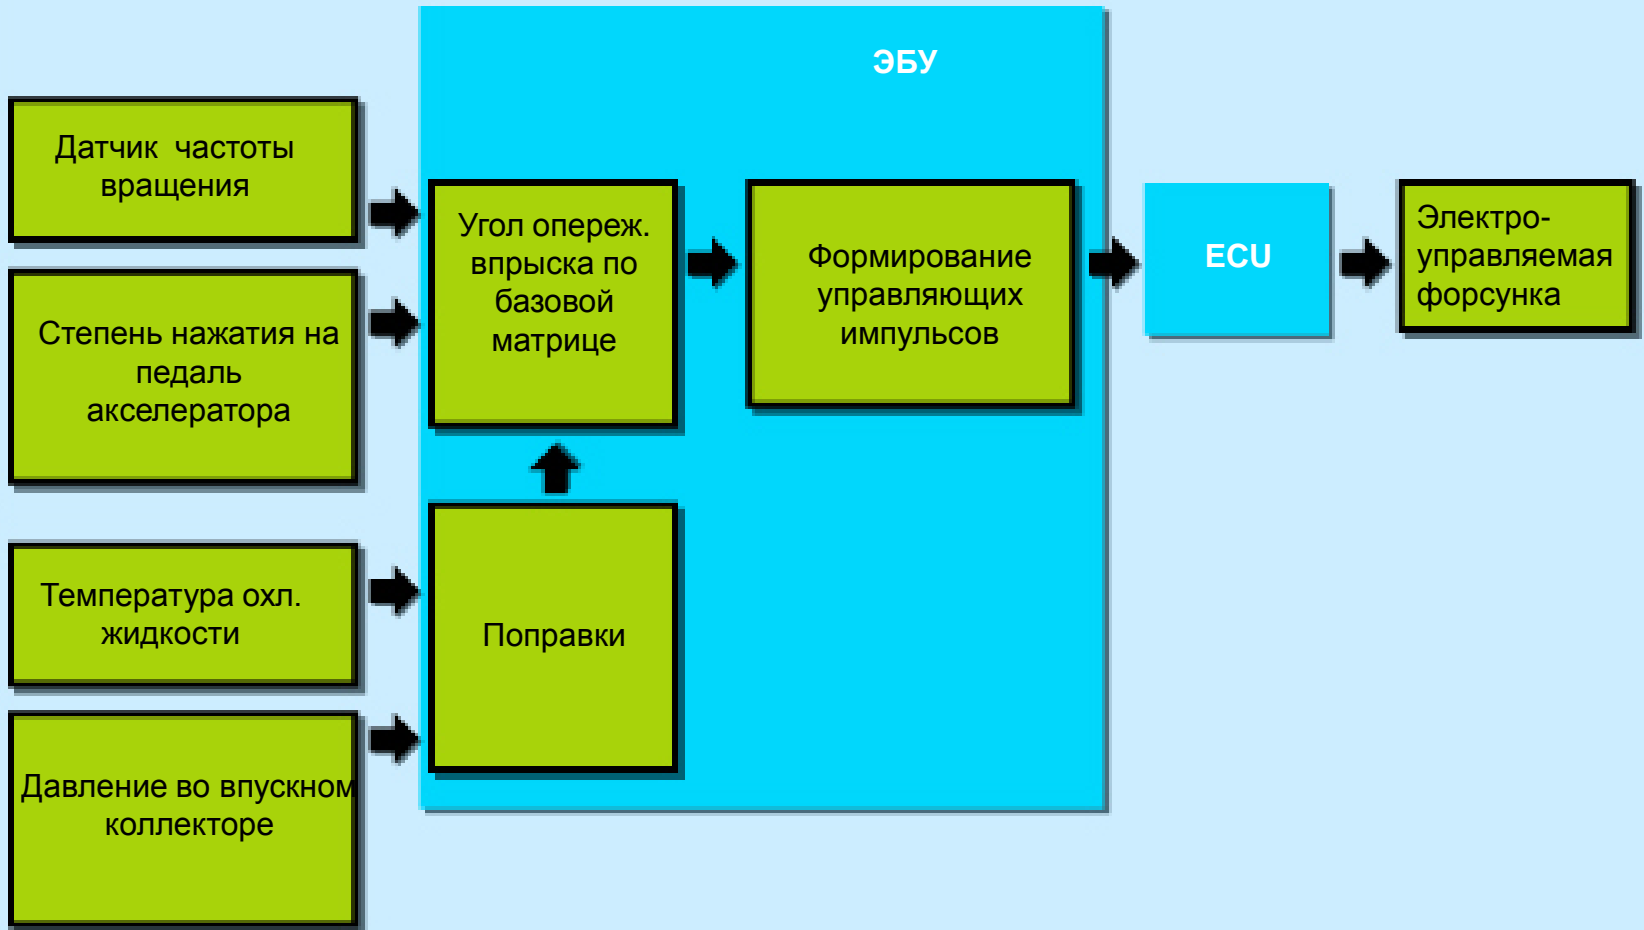 ЭБУ
Датчик частоты
вращения
Степень нажатия на
педаль
акселератора
Температура охл.
жидкости
Давление во впускном
коллекторе
Угол опереж.
впрыска по
базовой
матрице
Поправки
Формирование
управляющих
импульсов
ECU
Электро-
управляемая
форсунка